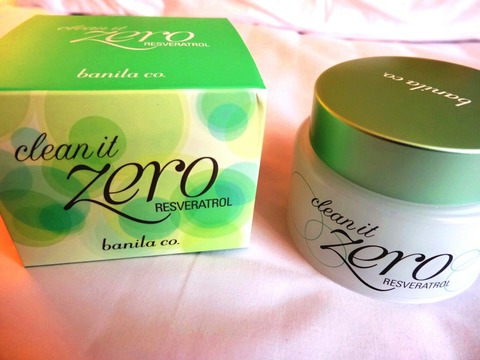 clean it
zero
RESVERATROL
banila co.
clean it
zero
RESVERATROL
banila co.
banila co.
clean it
zero
RESVERATROL